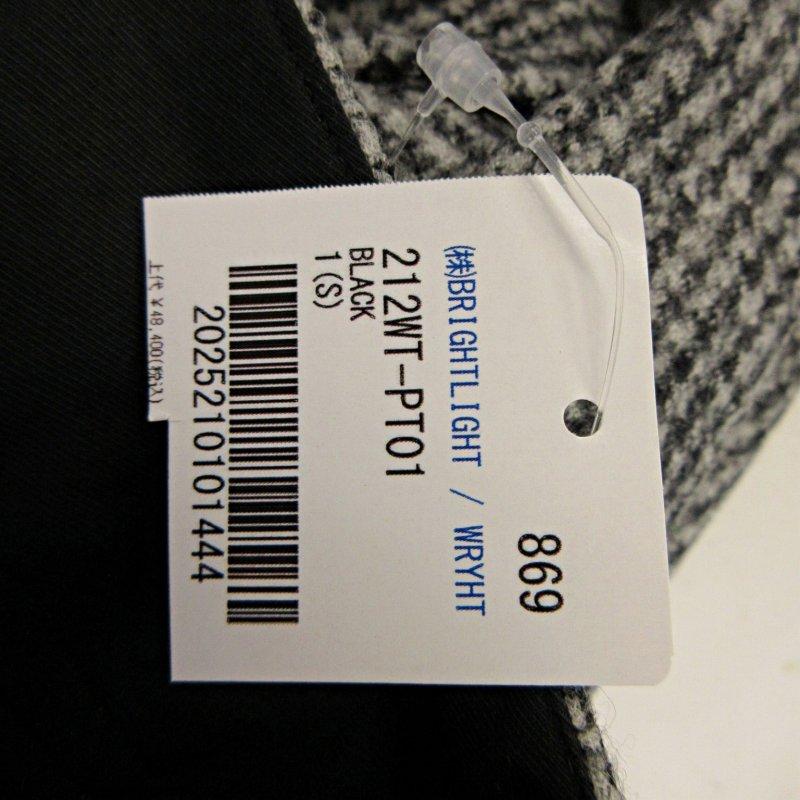 869
㈱BRIGHTLIGHT / WRYHT
212WT-PT01
BLACK
1(S)
2025210101444
上代 ¥48,400(税込)